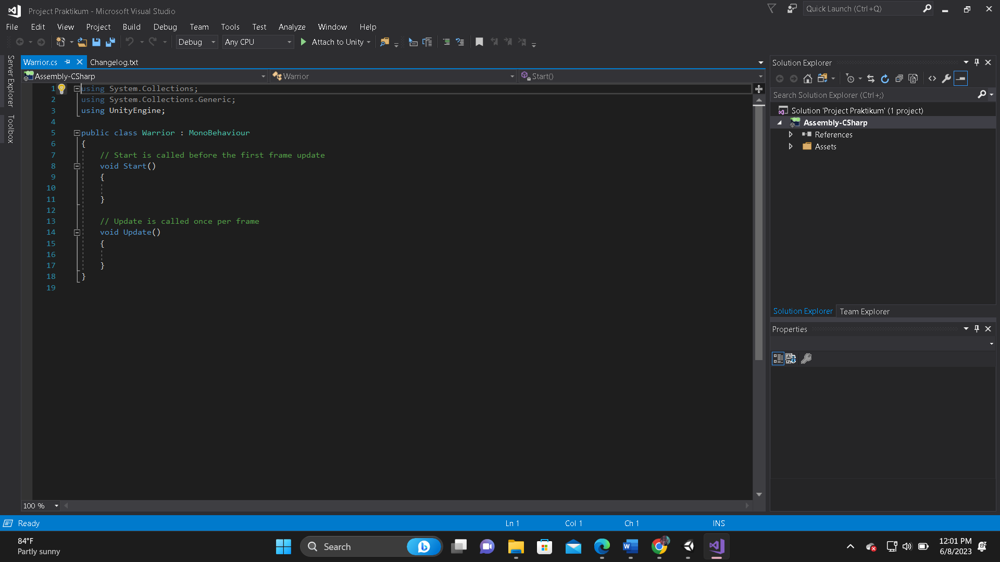 Project Praktikum - Microsoft Visual Studio
Quick Launch (Ctrl+Q)
File Edit View Project Build Debug Team Tools Test Analyze Window Help
Debug Any CPU Attach to Unity
Server Explorer
Toolbox
Warrior.cs Changelog.txt
Assembly-CSharp Warrior Start()
1 using System.Collections;
2 using System.Collections.Generic;
3 using UnityEngine;
4
5 public class Warrior : MonoBehaviour
6 {
7 // Start is called before the first frame update
8 void Start()
9 {
10
11 }
12
13 // Update is called once per frame
14 void Update()
15 {
16
17 }
18 }
19
100 %
Solution Explorer
Search Solution Explorer (Ctrl+;)
Solution 'Project Praktikum' (1 project)
Assembly-CSharp
References
Assets
Solution Explorer Team Explorer
Properties
Ready Ln 1 Col 1 Ch 1 INS
84°F
Partly sunny
Search
12:01 PM
6/8/2023